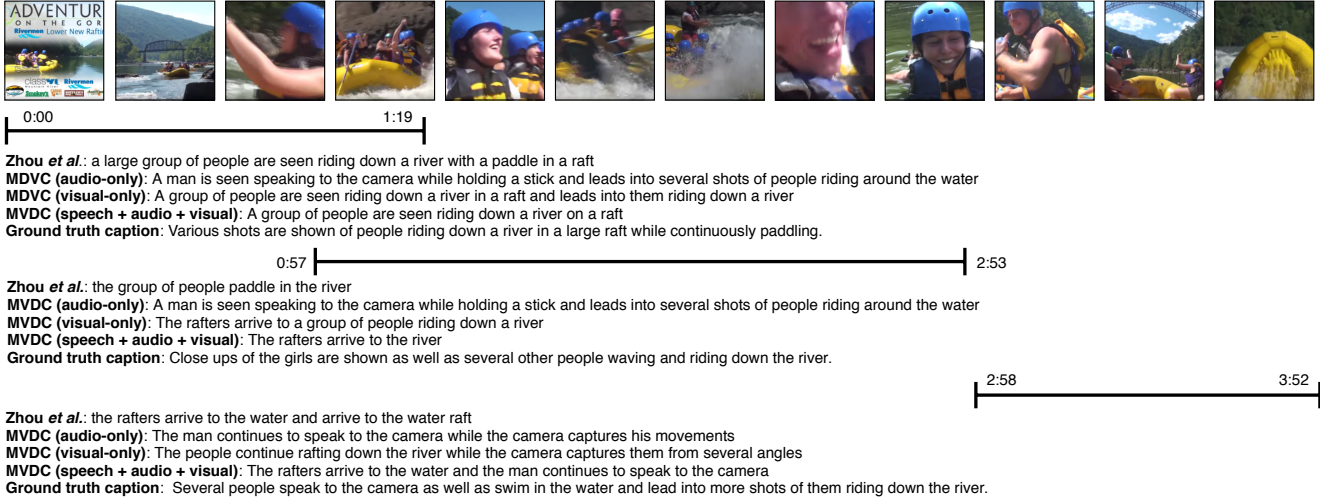 ADVENTUR
ON THE GOR
Rivermen Lower New Rafti
class VI Rivermen
Smokey's
0:00 1:19
Zhou et al.: a large group of people are seen riding down a river with a paddle in a raft
MDVC (audio-only): A man is seen speaking to the camera while holding a stick and leads into several shots of people riding around the water
MDVC (visual-only): A group of people are seen riding down a river in a raft and leads into them riding down a river
MVDC (speech + audio + visual): A group of people are seen riding down a river on a raft
Ground truth caption: Various shots are shown of people riding down a river in a large raft while continuously paddling.
0:57 2:53
Zhou et al.: the group of people paddle in the river
MVDC (audio-only): A man is seen speaking to the camera while holding a stick and leads into several shots of people riding around the water
MVDC (visual-only): The rafters arrive to a group of people riding down a river
MVDC (speech + audio + visual): The rafters arrive to the river
Ground truth caption: Close ups of the girls are shown as well as several other people waving and riding down the river.
2:58 3:52
Zhou et al.: the rafters arrive to the water and arrive to the water raft
MVDC (audio-only): The man continues to speak to the camera while the camera captures his movements
MVDC (visual-only): The people continue rafting down the river while the camera captures them from several angles
MVDC (speech + audio + visual): The rafters arrive to the water and the man continues to speak to the camera
Ground truth caption: Several people speak to the camera as well as swim in the water and lead into more shots of them riding down the river.